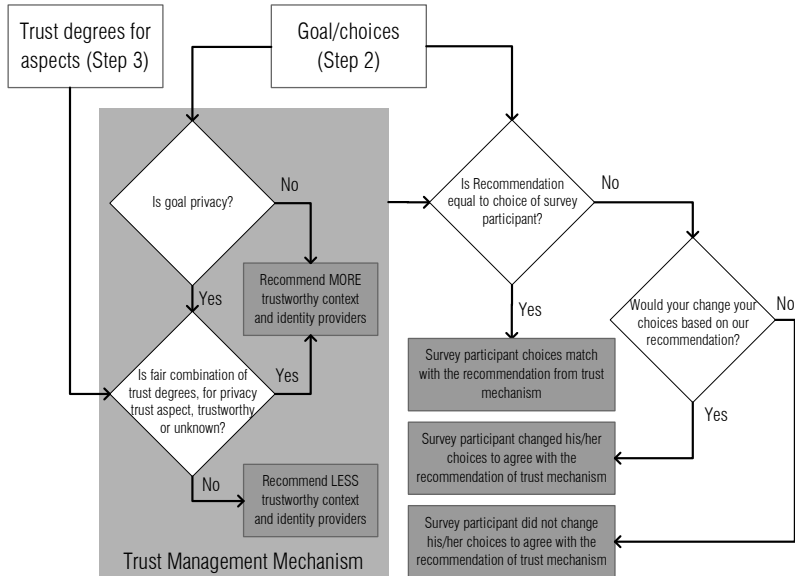 Trust degrees for
aspects (Step 3)
Goal/choices
(Step 2)
Is goal privacy?
No
Yes
Recommend MORE
trustworthy context
and identity providers
Is fair combination of
trust degrees, for privacy
trust aspect, trustworthy
or unknown?
Yes
No
Recommend LESS
trustworthy context
and identity providers
Trust Management Mechanism
Is Recommendation
equal to choice of survey
participant?
No
Yes
Would your change your
choices based on our
recommendation?
No
Yes
Survey participant choices match
with the recommendation from trust
mechanism
Survey participant changed his/her
choices to agree with the
recommendation of trust mechanism
Survey participant did not change
his/her choices to agree with the
recommendation of trust mechanism